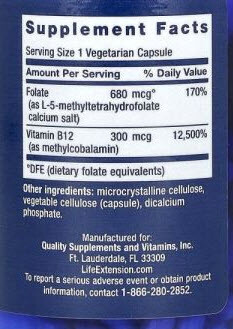 Supplement Facts
Serving Size 1 Vegetarian Capsule
Amount Per Serving % Daily Value
Folate 680 mcg° 170%
(as L-5-methyltetrahydrofolate
calcium salt)
Vitamin B12 300 mcg 12,500%
(as methylcobalamin)
°DFE (dietary folate equivalents)
Other ingredients: microcrystalline cellulose,
vegetable cellulose (capsule), dicalcium
phosphate.
Manufactured for:
Quality Supplements and Vitamins, Inc.
Ft. Lauderdale, FL 33309
LifeExtension.com
To report a serious adverse event or obtain product
information, contact 1-866-280-2852.